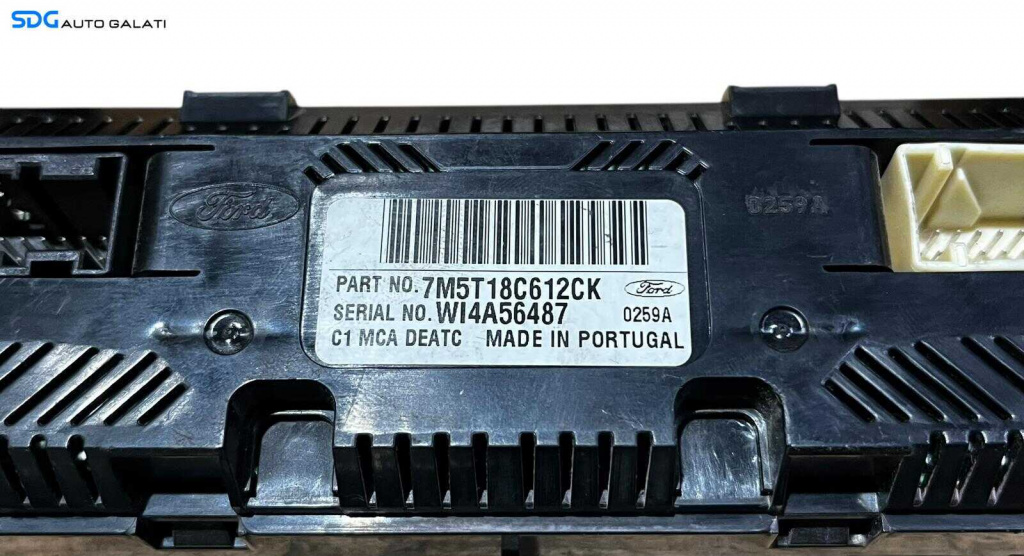 SDG AUTO GALATI
Ford
0259A
PART NO. 7M5T18C612CK
Ford
SERIAL NO. WI4A56487
0259A
C1 MCA DEATC MADE IN PORTUGAL